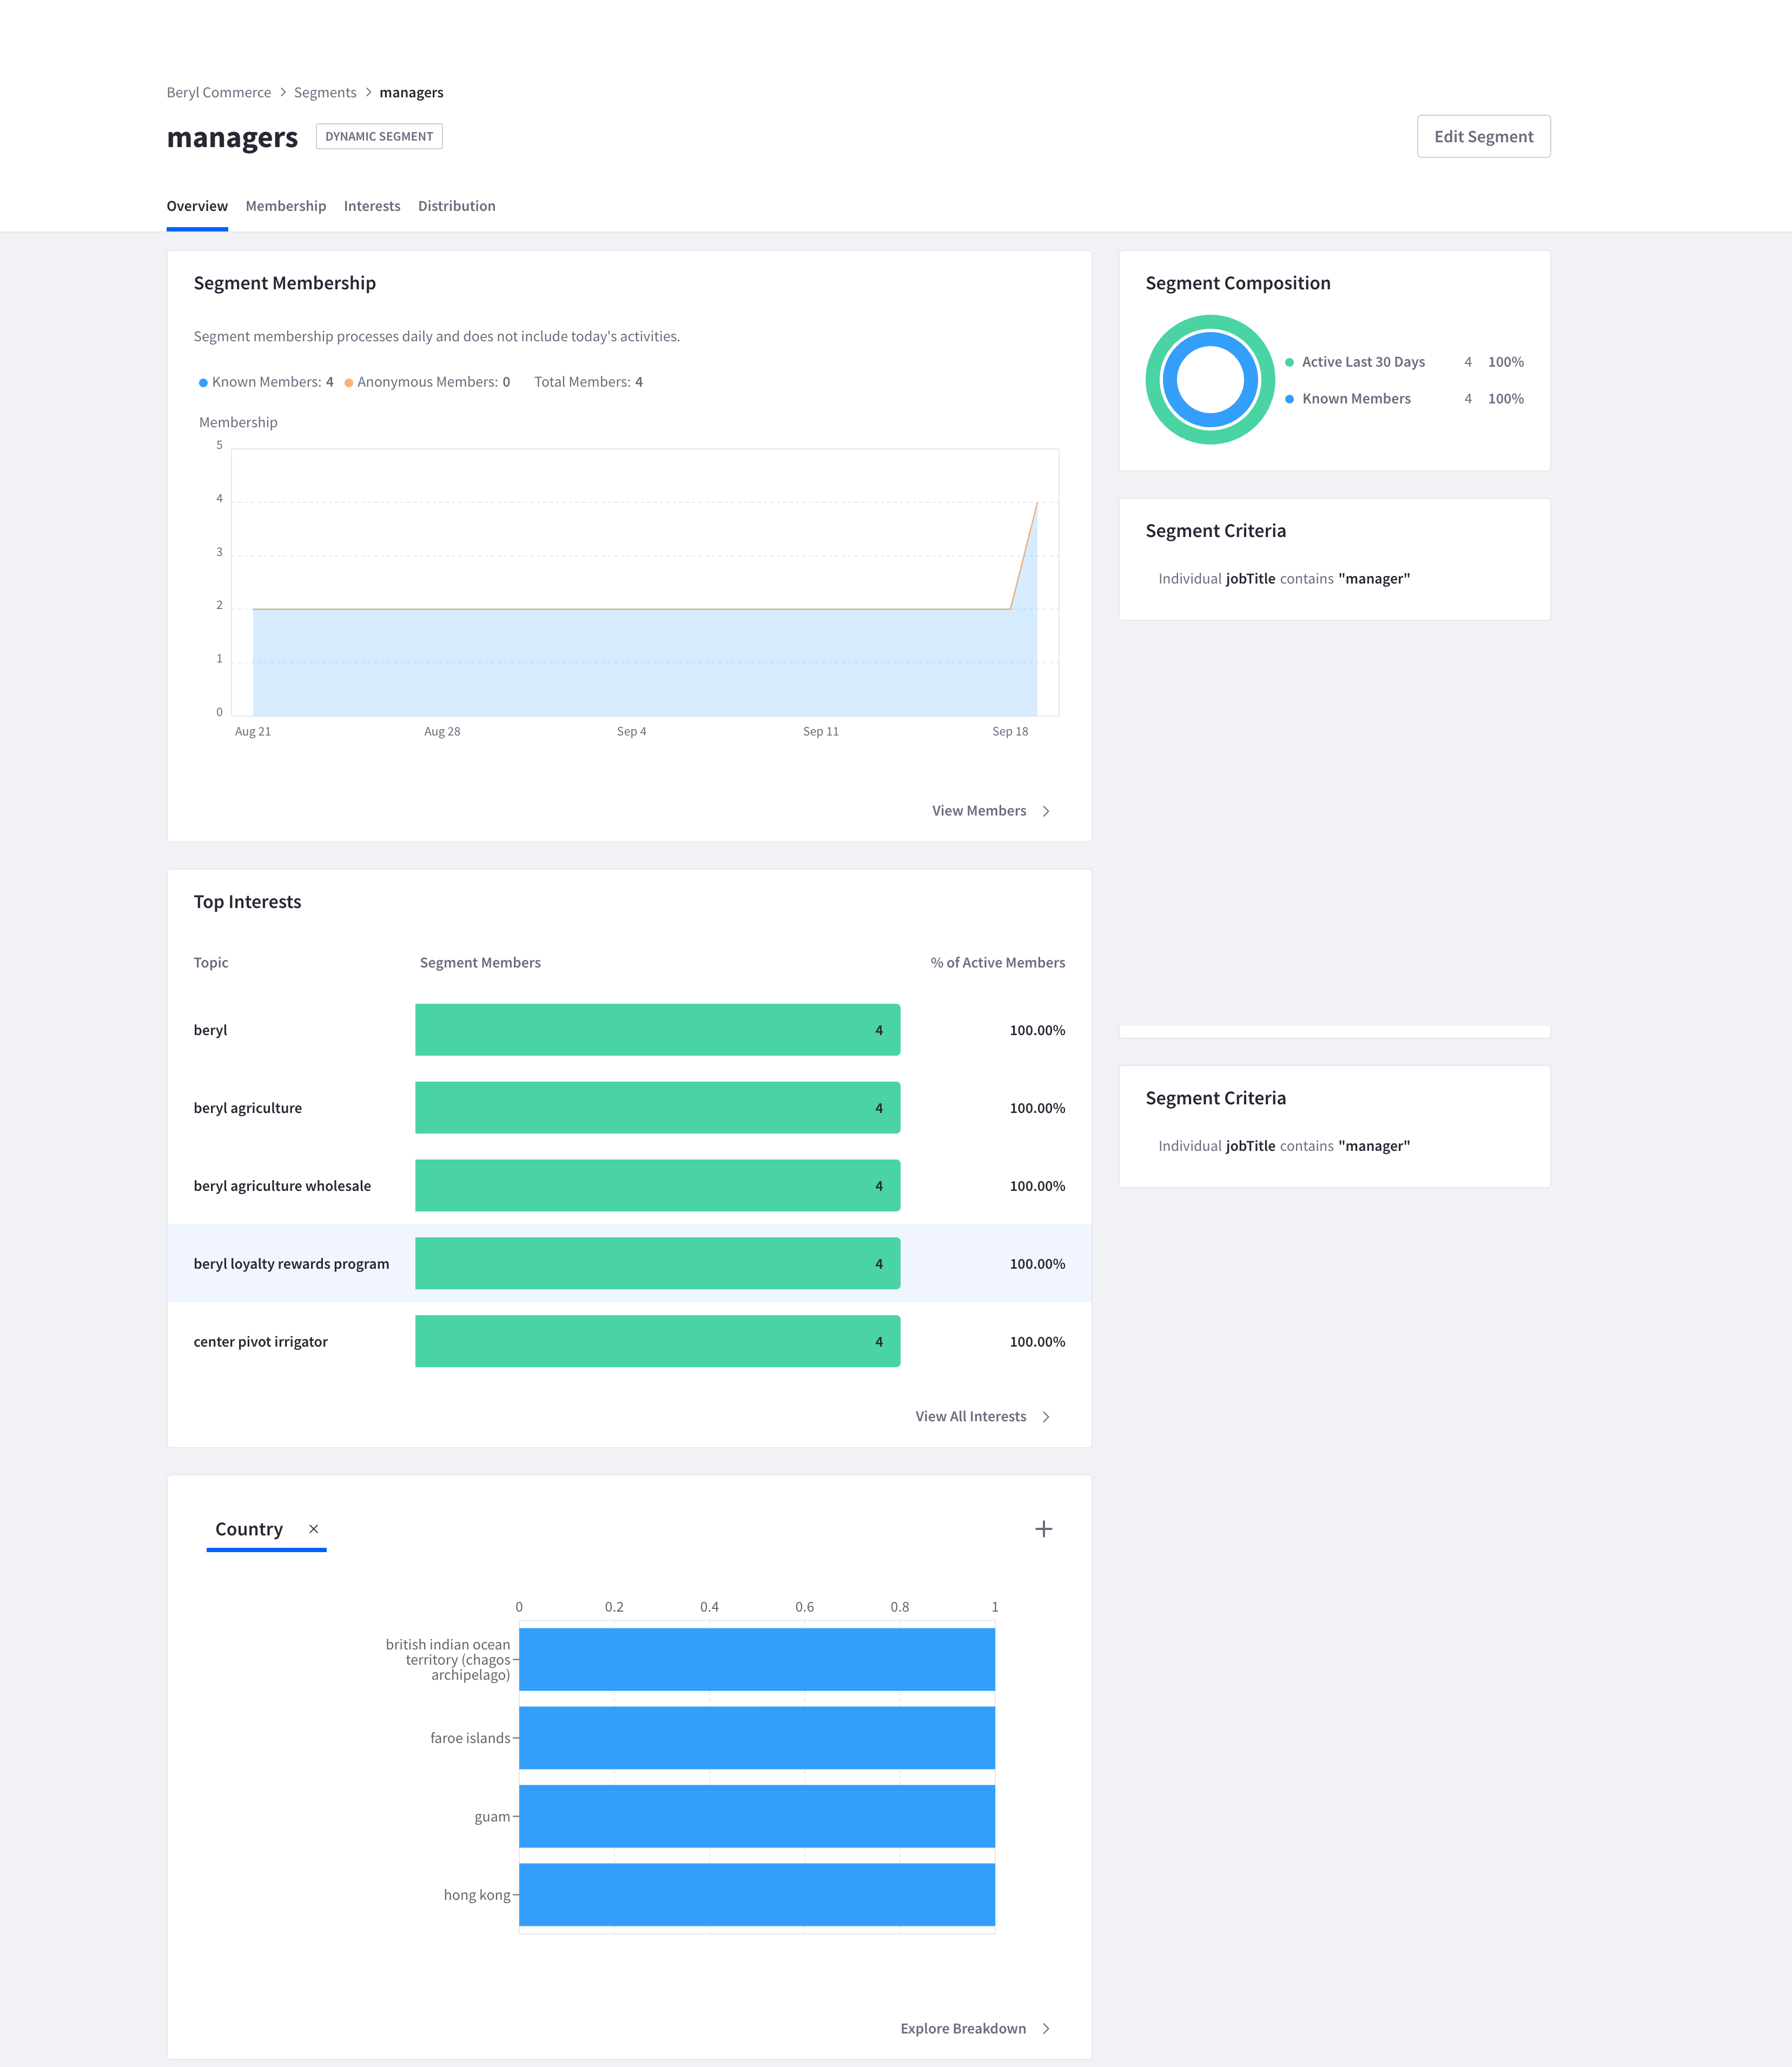 Beryl Commerce > Segments > managers
managers DYNAMIC SEGMENT
Edit Segment
Overview Membership Interests Distribution
Segment Membership
Segment membership processes daily and does not include today's activities.
Known Members: 4 Anonymous Members: 0 Total Members: 4
Membership
5
4
3
2
1
0
Aug 21 Aug 28 Sep 4 Sep 11 Sep 18
View Members
Segment Composition
Active Last 30 Days 4 100%
Known Members 4 100%
Segment Criteria
Individual jobTitle contains "manager"
Top Interests
Topic Segment Members % of Active Members
beryl 4 100.00%
beryl agriculture 4 100.00%
beryl agriculture wholesale 4 100.00%
beryl loyalty rewards program 4 100.00%
center pivot irrigator 4 100.00%
View All Interests
Segment Criteria
Individual jobTitle contains "manager"
Country ×
0 0.2 0.4 0.6 0.8 1
british indian ocean
territory (chagos
archipelago)
faroe islands
guam
hong kong
Explore Breakdown